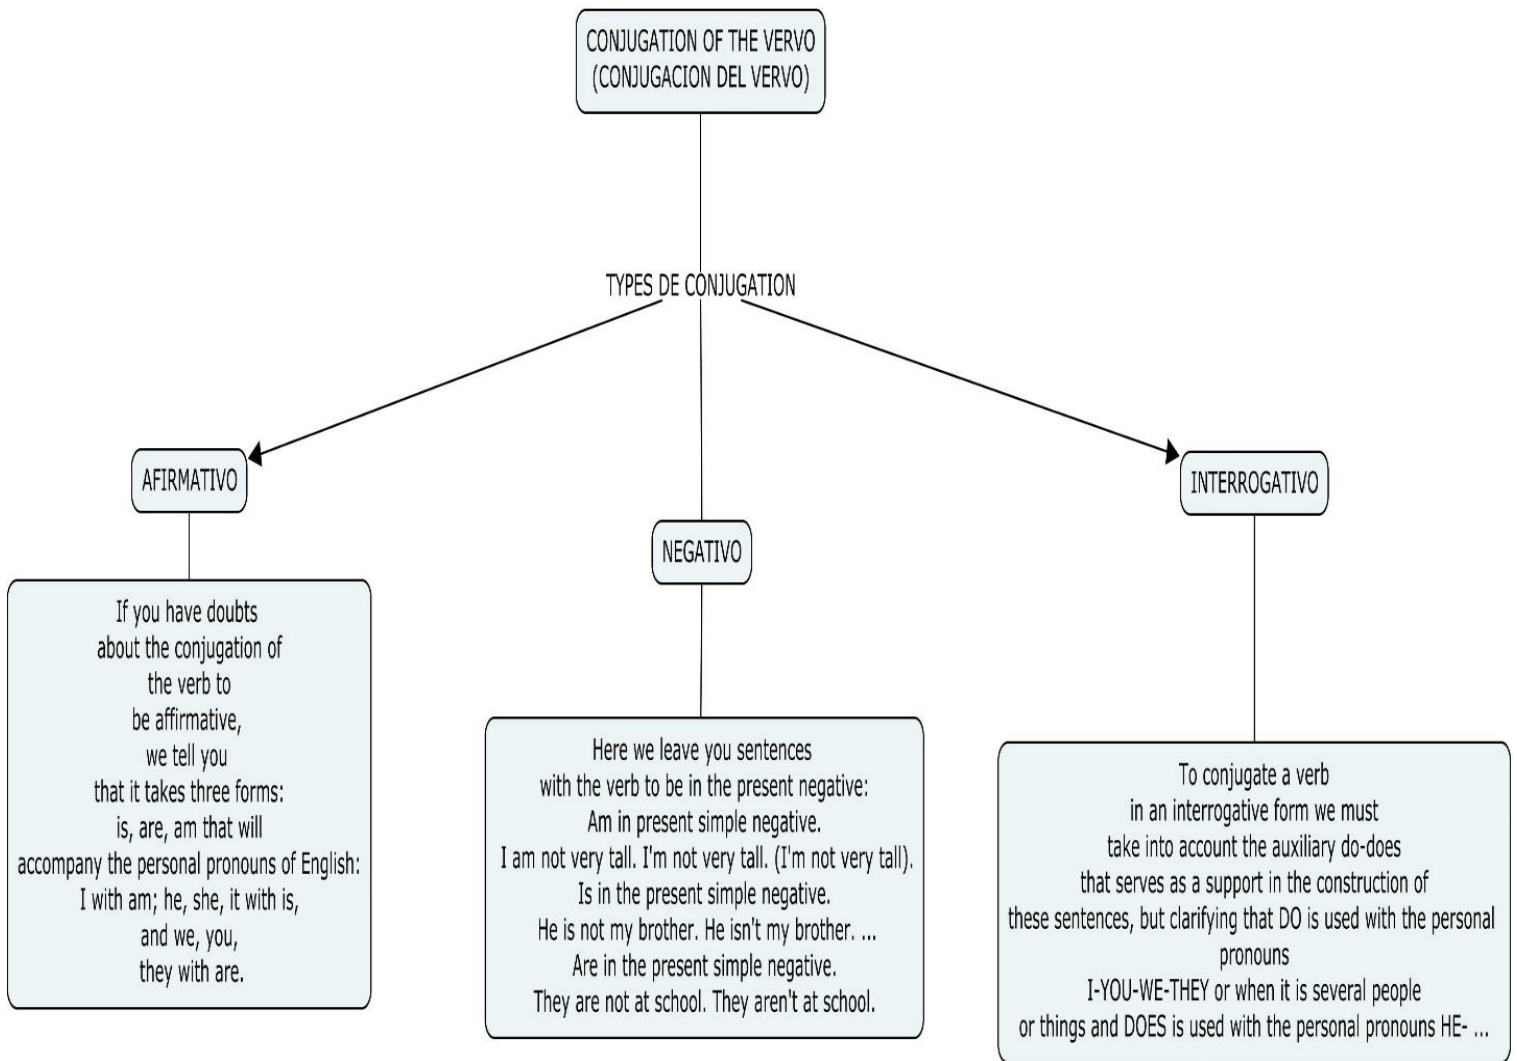 CONJUGATION OF THE VERVO
(CONJUGACION DEL VERVO)
TYPES DE CONJUGATION
AFIRMATIVO
If you have doubts
about the conjugation of
the verb to
be affirmative,
we tell you
that it takes three forms:
is, are, am that will
accompany the personal pronouns of English:
I with am; he, she, it with is,
and we, you,
they with are.
NEGATIVO
Here we leave you sentences
with the verb to be in the present negative:
Am in present simple negative.
I am not very tall. I'm not very tall. (I'm not very tall).
Is in the present simple negative.
He is not my brother. He isn't my brother. ...
Are in the present simple negative.
They are not at school. They aren't at school.
INTERROGATIVO
To conjugate a verb
in an interrogative form we must
take into account the auxiliary do-does
that serves as a support in the construction of
these sentences, but clarifying that DO is used with the personal
pronouns
I-YOU-WE-THEY or when it is several people
or things and DOES is used with the personal pronouns HE- ...